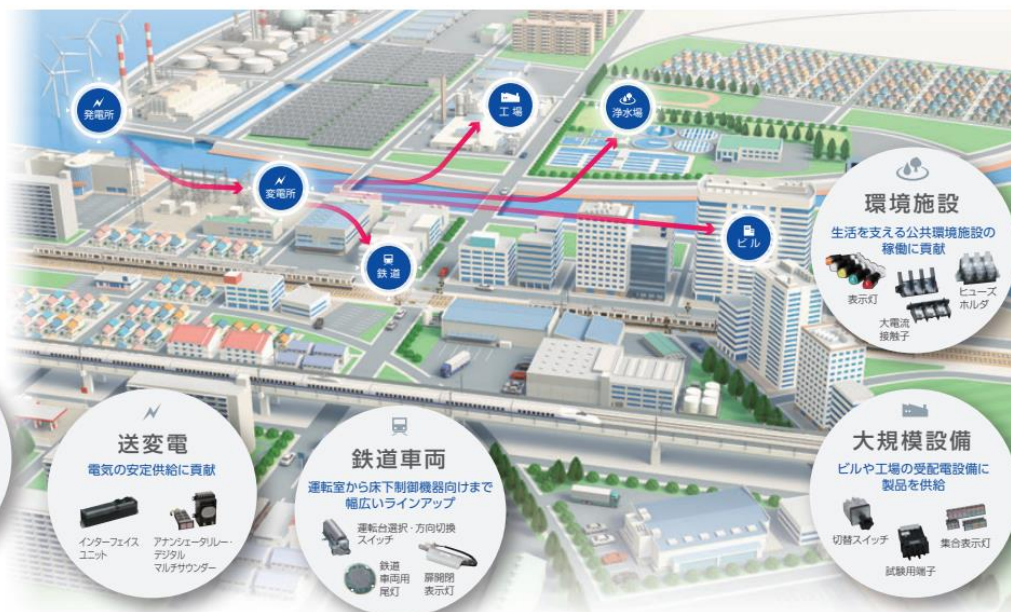 発電所
工場
浄水場
変電所
鉄道
ビル
環境施設
生活を支える公共環境施設の
稼働に貢献
表示灯
大電流
接触子
ヒューズ
ホルダ
送変電
電気の安定供給に貢献
インターフェイス
ユニット
アナンシェータリレー・
デジタル
マルチサウンダー
鉄道車両
運転室から床下制御機器向けまで
幅広いラインアップ
運転台選択・方向切換
スイッチ
鉄道
車両用
尾灯
扉開閉
表示灯
大規模設備
ビルや工場の受配電設備に
製品を供給
切替スイッチ
試験用端子
集合表示灯